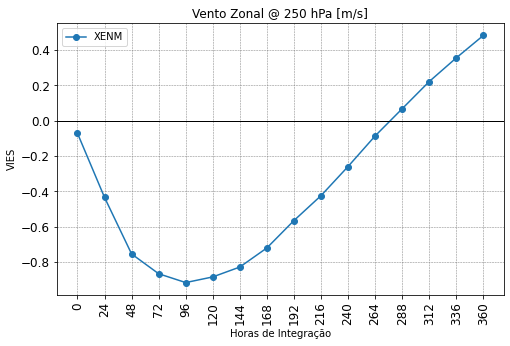 Vento Zonal @ 250 hPa [m/s]
XENM
0.4
0.2
0.0
−0.2
−0.4
−0.6
−0.8
VIES
0 24 48 72 96 120 144 168 192 216 240 264 288 312 336 360
Horas de Integração